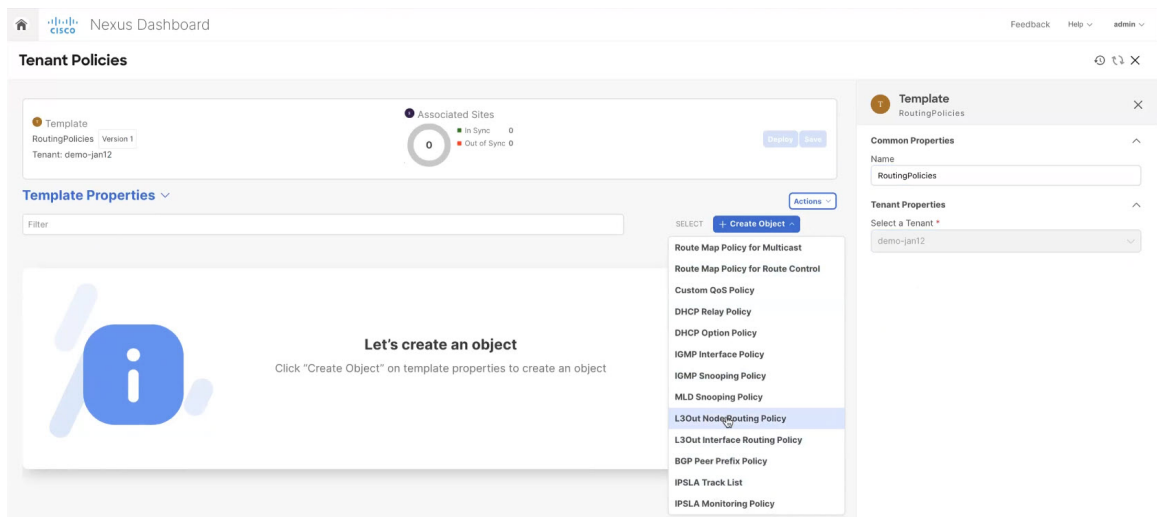 CISCO Nexus Dashboard
Feedback Help admin
Tenant Policies
T Template
RoutingPolicies
Template
RoutingPolicies Version 1
Tenant: demo-jan12
Associated Sites
0
In Sync 0
Out of Sync 0
Deploy Save
Common Properties
Name
RoutingPolicies
Tenant Properties
Select a Tenant *
demo-jan12
Template Properties
Actions
Filter
SELECT + Create Object
Route Map Policy for Multicast
Route Map Policy for Route Control
Custom QoS Policy
DHCP Relay Policy
DHCP Option Policy
IGMP Interface Policy
IGMP Snooping Policy
MLD Snooping Policy
L3Out Node Routing Policy
L3Out Interface Routing Policy
BGP Peer Prefix Policy
IPSLA Track List
IPSLA Monitoring Policy
Let's create an object
Click "Create Object" on template properties to create an object